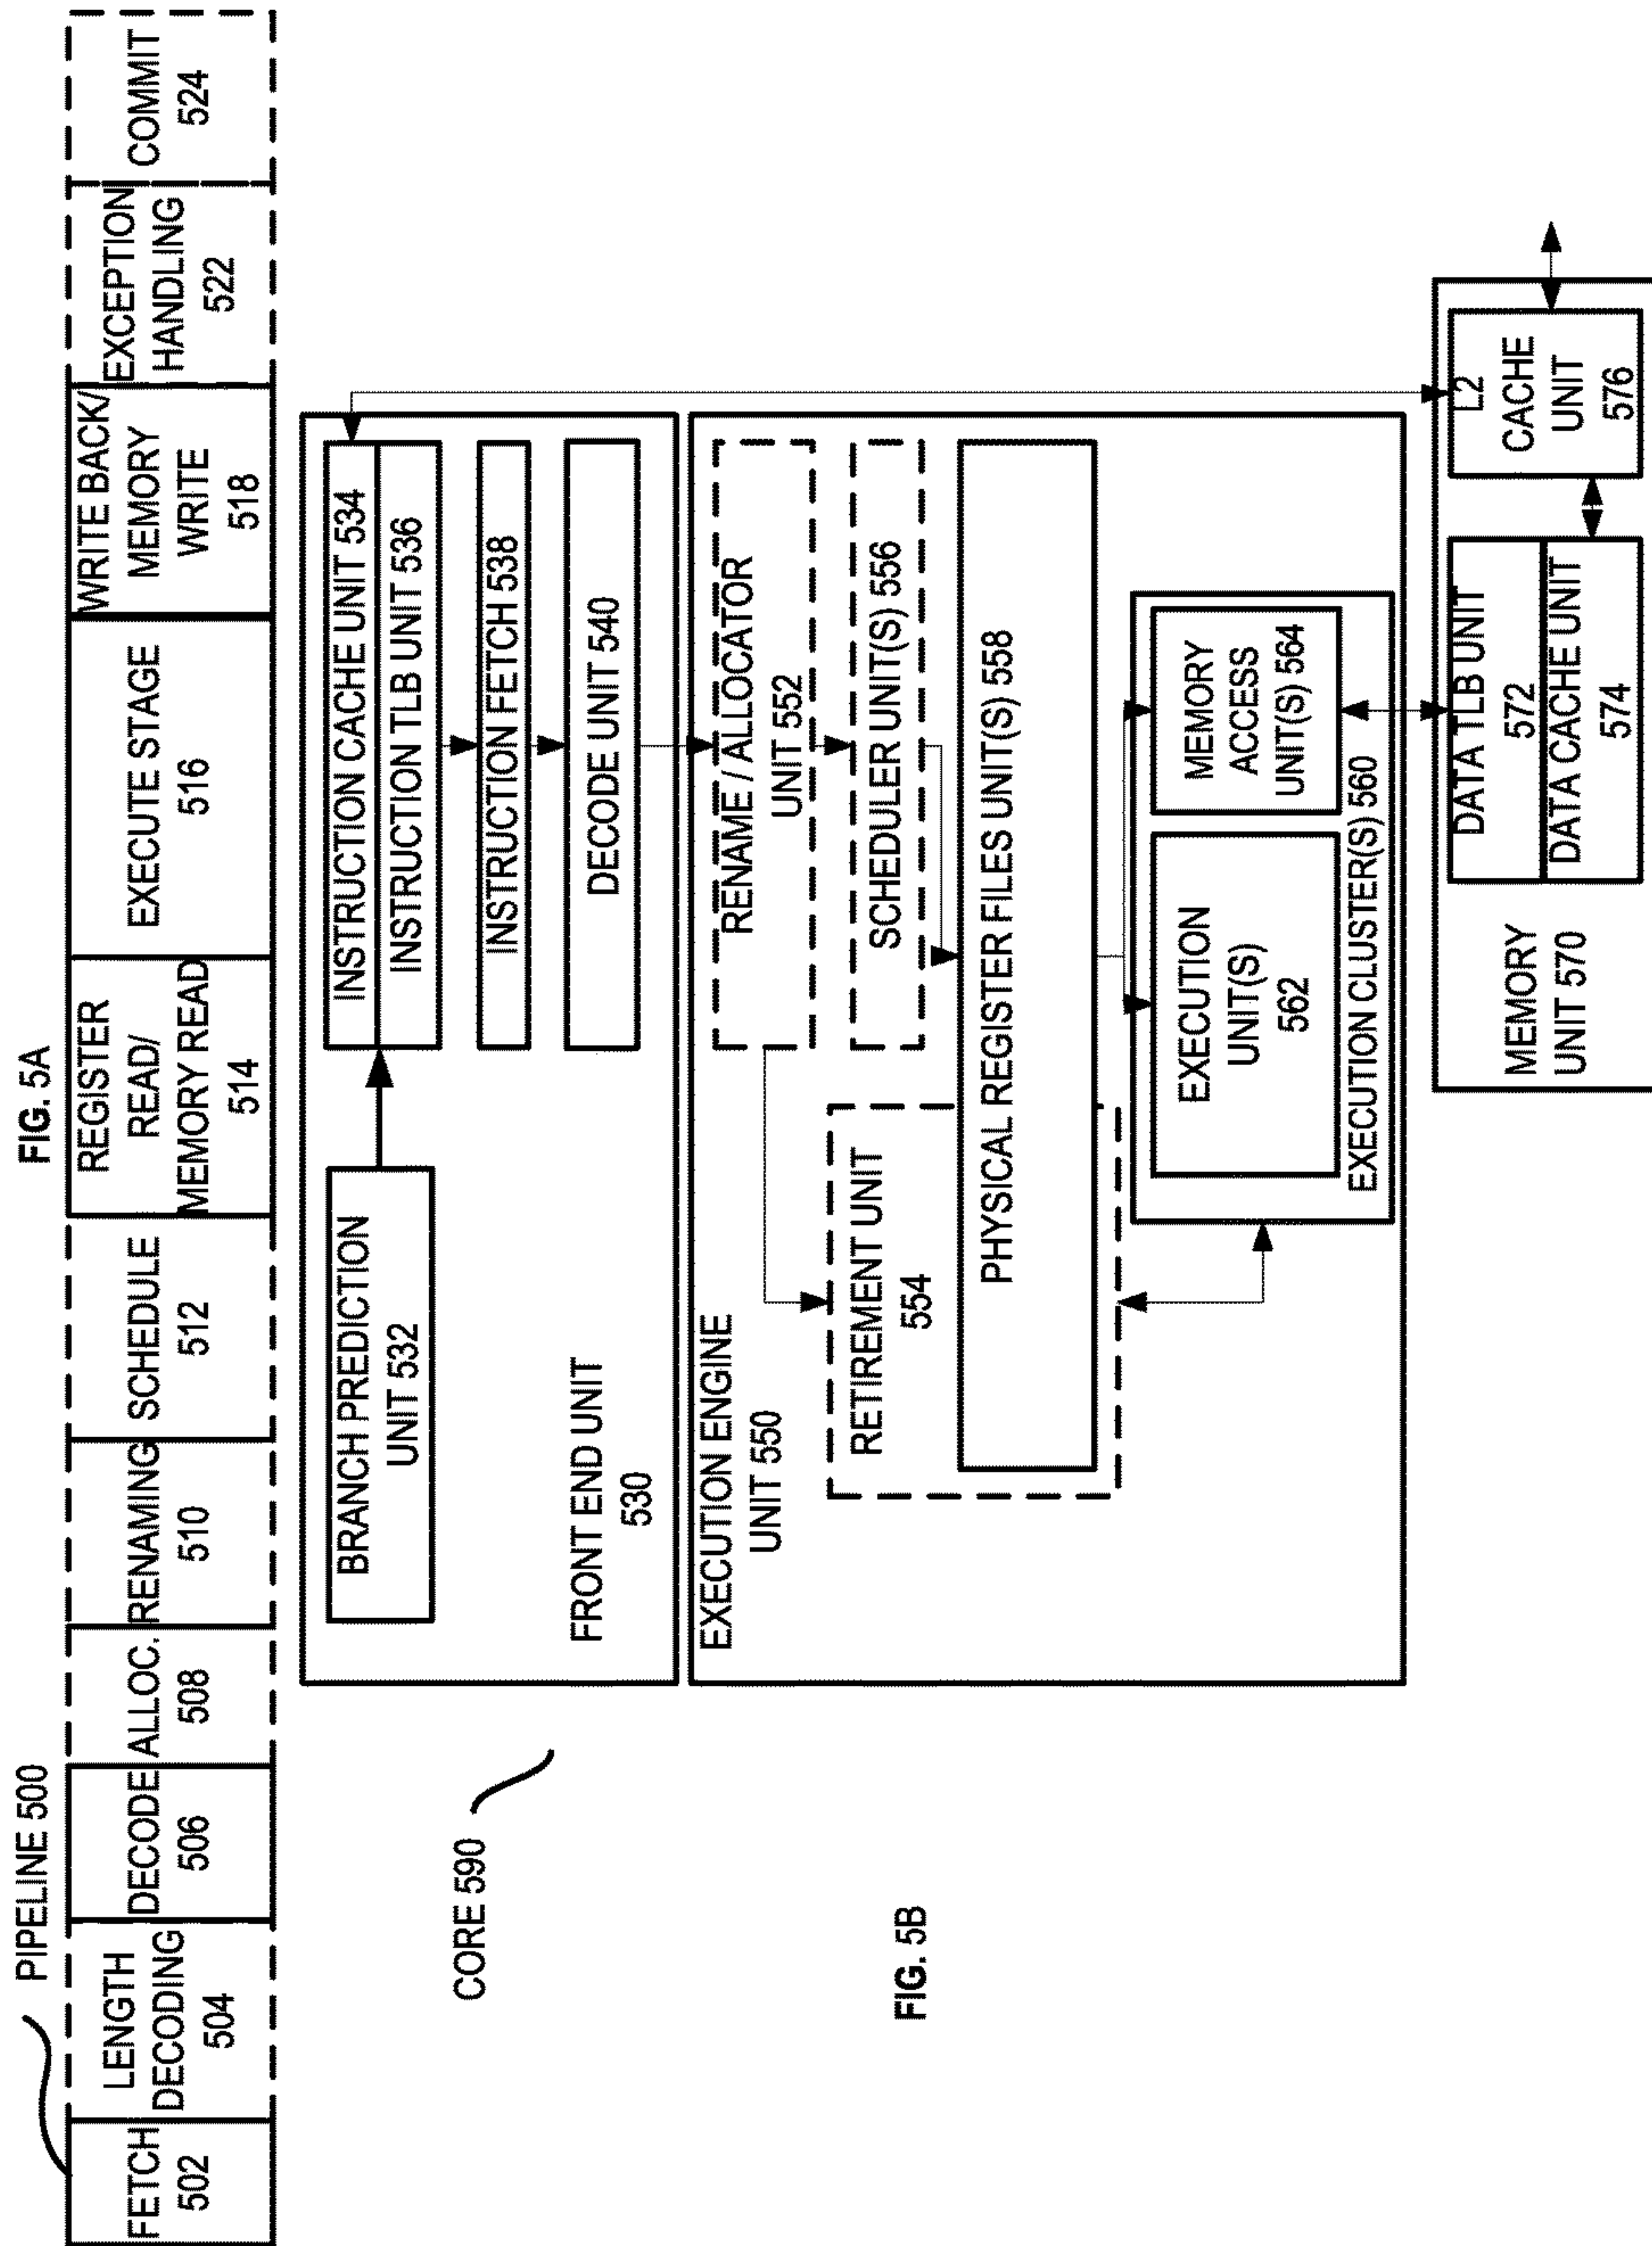 FIG. 5A
PIPELINE 500
FETCH
502
LENGTH
DECODING
504
DECODE
506
ALLOC.
508
RENAMING
510
SCHEDULE
512
REGISTER
READ/
MEMORY READ
514
EXECUTE STAGE
516
WRITE BACK/
MEMORY
WRITE
518
EXCEPTION
HANDLING
522
COMMIT
524
CORE 590
BRANCH PREDICTION
UNIT 532
INSTRUCTION CACHE UNIT 534
INSTRUCTION TLB UNIT 536
INSTRUCTION FETCH 538
DECODE UNIT 540
FRONT END UNIT
530
EXECUTION ENGINE
UNIT 550
RENAME / ALLOCATOR
UNIT 552
RETIREMENT UNIT
554
SCHEDULER UNIT(S) 556
PHYSICAL REGISTER FILES UNIT(S) 558
EXECUTION
UNIT(S)
562
MEMORY
ACCESS
UNIT(S) 564
EXECUTION CLUSTER(S) 560
MEMORY
UNIT 570
DATA TLB UNIT
572
DATA CACHE UNIT
574
L2
CACHE
UNIT
576
FIG. 5B